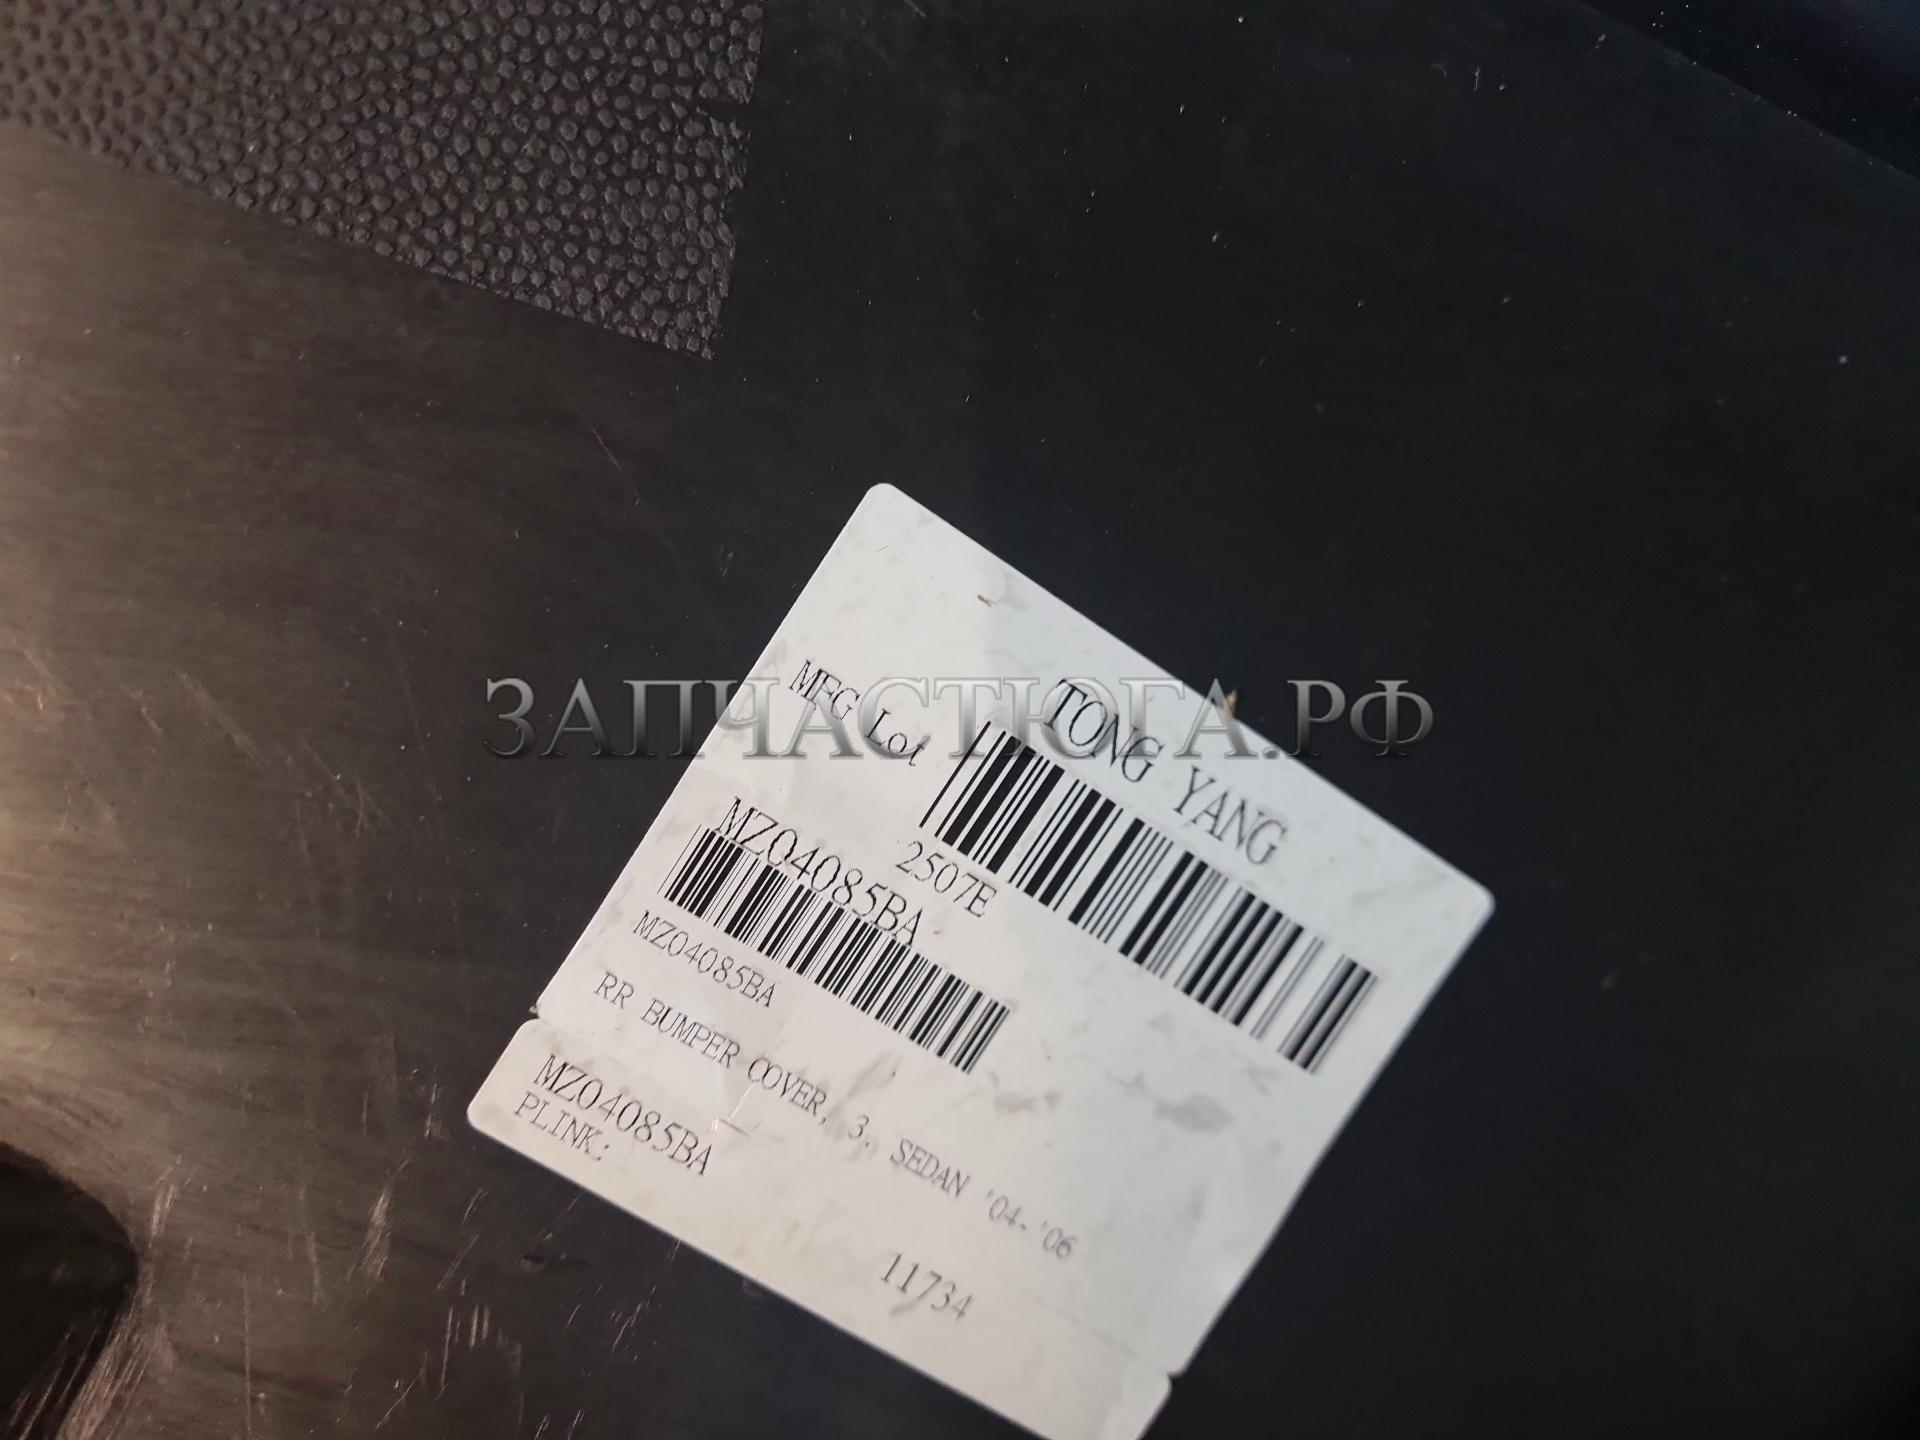 ЗАПЧАСТЮГА.РФ
TONG YANG
MFG Lot
2507E
MZ04085BA
MZ04085BA
RR BUMPER COVER, 3. SEDAN '04-'06
MZ04085BA
PLINK:
11734